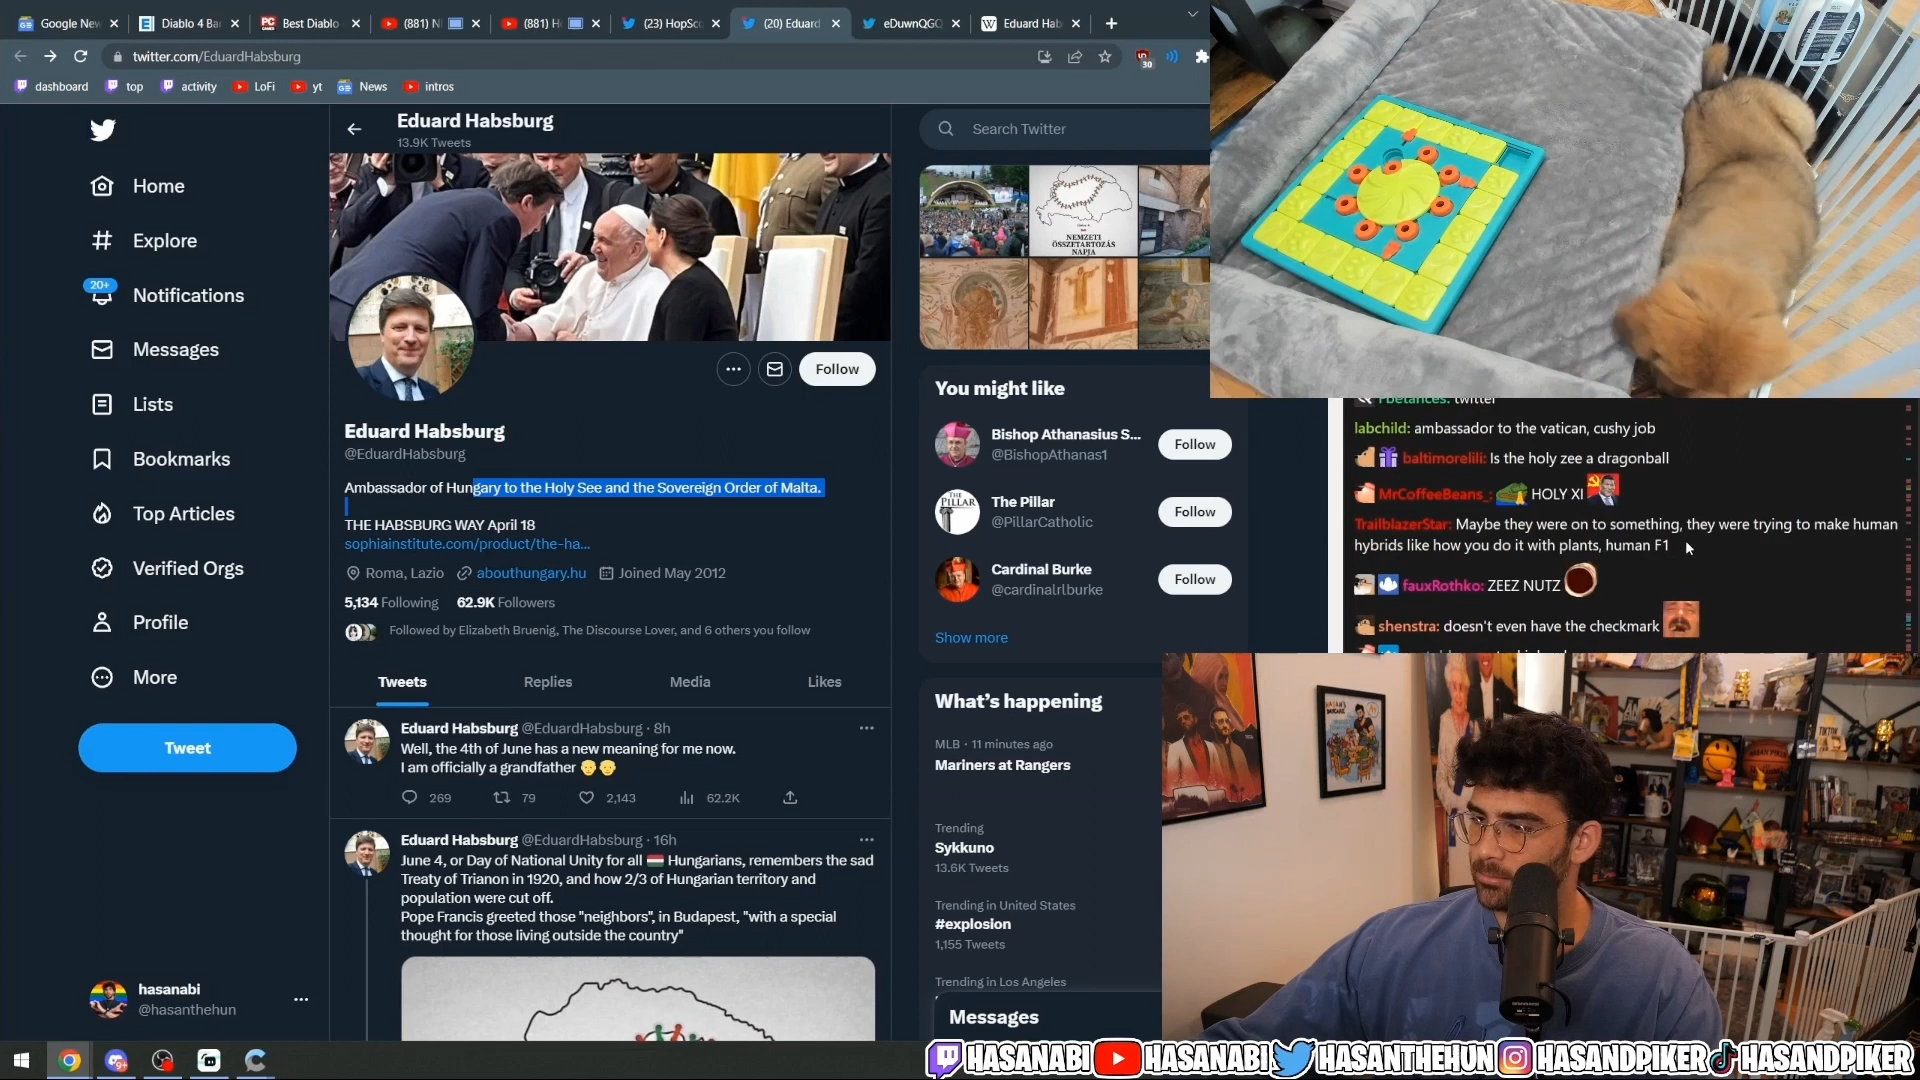 Google New
Diablo 4 Ba
Best Diablo
(881) N
(881) H
(23) HopSc
(20) Eduard
eDuwnQGQ
Eduard Hab
twitter.com/EduardHabsburg
30
dashboard
top
activity
LoFi
yt
News
intros
Eduard Habsburg
13.9K Tweets
Home
Explore
20+
Notifications
Messages
Lists
Bookmarks
Top Articles
Verified Orgs
Profile
More
Tweet
hasanabi
@hasanthehun
Follow
Eduard Habsburg
@EduardHabsburg
Ambassador of Hungary to the Holy See and the Sovereign Order of Malta.
THE HABSBURG WAY April 18
sophiainstitute.com/product/the-ha...
Roma, Lazio
abouthungary.hu
Joined May 2012
5,134 Following
62.9K Followers
Followed by Elizabeth Bruenig, The Discourse Lover, and 6 others you follow
Tweets
Replies
Media
Likes
Eduard Habsburg @EduardHabsburg · 8h
Well, the 4th of June has a new meaning for me now.
I am officially a grandfather
269
79
2,143
62.2K
Eduard Habsburg @EduardHabsburg · 16h
June 4, or Day of National Unity for all Hungarians, remembers the sad
Treaty of Trianon in 1920, and how 2/3 of Hungarian territory and
population were cut off.
Pope Francis greeted those "neighbors", in Budapest, "with a special
thought for those living outside the country"
Search Twitter
NEMZETI
ÖSSZETARTOZÁS
NAPJA
You might like
Bishop Athanasius S...
@BishopAthanas1
Follow
THE
PILLAR
The Pillar
@PillarCatholic
Follow
Cardinal Burke
@cardinalrlburke
Follow
Show more
What's happening
MLB · 11 minutes ago
Mariners at Rangers
Trending
Sykkuno
13.6K Tweets
Trending in United States
#explosion
1,155 Tweets
Trending in Los Angeles
Messages
twitter
labchild: ambassador to the vatican, cushy job
baltimorelili: Is the holy zee a dragonball
MrCoffeeBeans_: HOLY XI
TrailblazerStar: Maybe they were on to something, they were trying to make human
hybrids like how you do it with plants, human F1
fauxRothko: ZEEZ NUTZ
shenstra: doesn't even have the checkmark
HASANABI
HASANABI
HASANTHEHUN
HASANDPIKER
HASANDPIKER